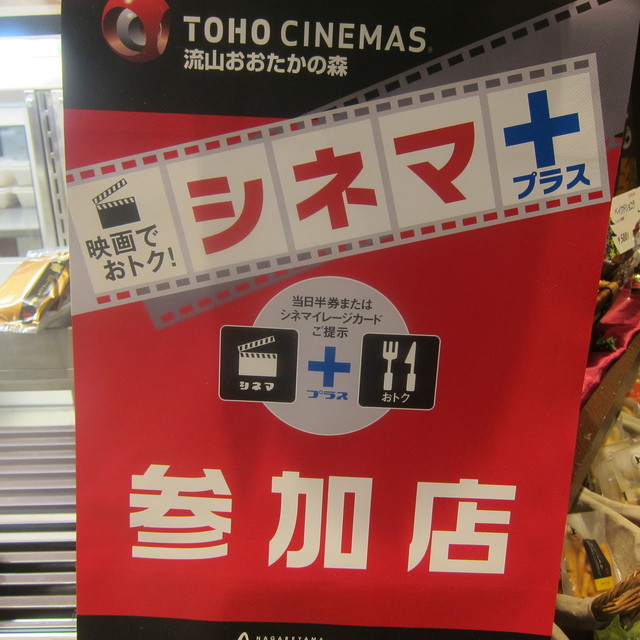 TOHO CINEMAS
流山おおたかの森
映画で
おトク!
シネマ
プラス
当日半券または
シネマイレージカード
ご提示
シネマ
プラス
おトク
参加店
NAGAREYAMA